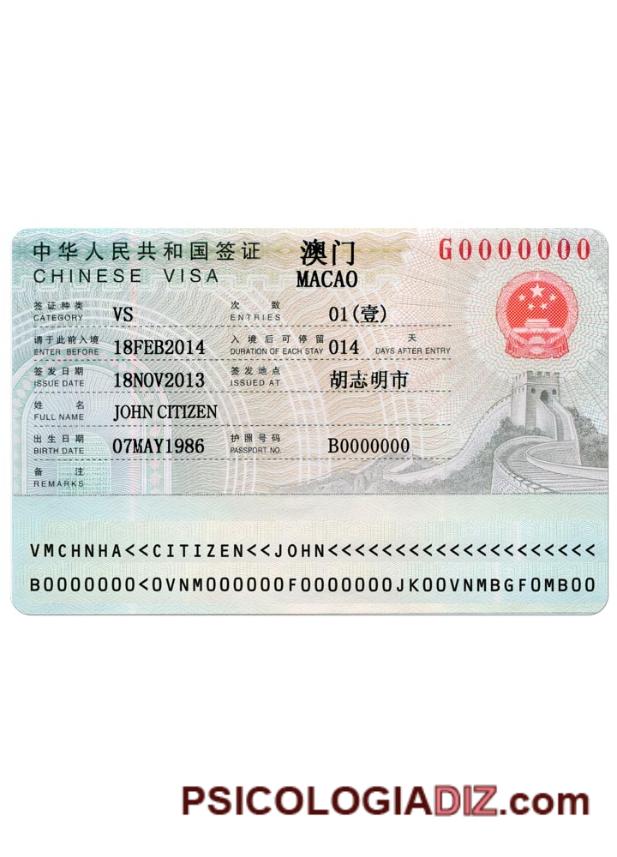 中华人民共和国签证 澳门 G0000000
CHINESE VISA MACAO
签证种类 次数
CATEGORY VS ENTRIES 01(壹)
请于此前入境 入境后可停留 天
ENTER BEFORE 18FEB2014 DURATION OF EACH STAY 014 DAYS AFTER ENTRY
签发日期 签发地点
ISSUE DATE 18NOV2013 ISSUED AT 胡志明市
姓名
FULL NAME JOHN CITIZEN
出生日期 护照号码
BIRTH DATE 07MAY1986 PASSPORT NO. B0000000
备注
REMARKS
VMCHNHA<<CITIZEN<<JOHN<<<<<<<<<<<<<<<<<<<<<<
B0000000<0VNM000000F0000000JK00VNMBGF0MB00
PSICOLOGIADIZ.com